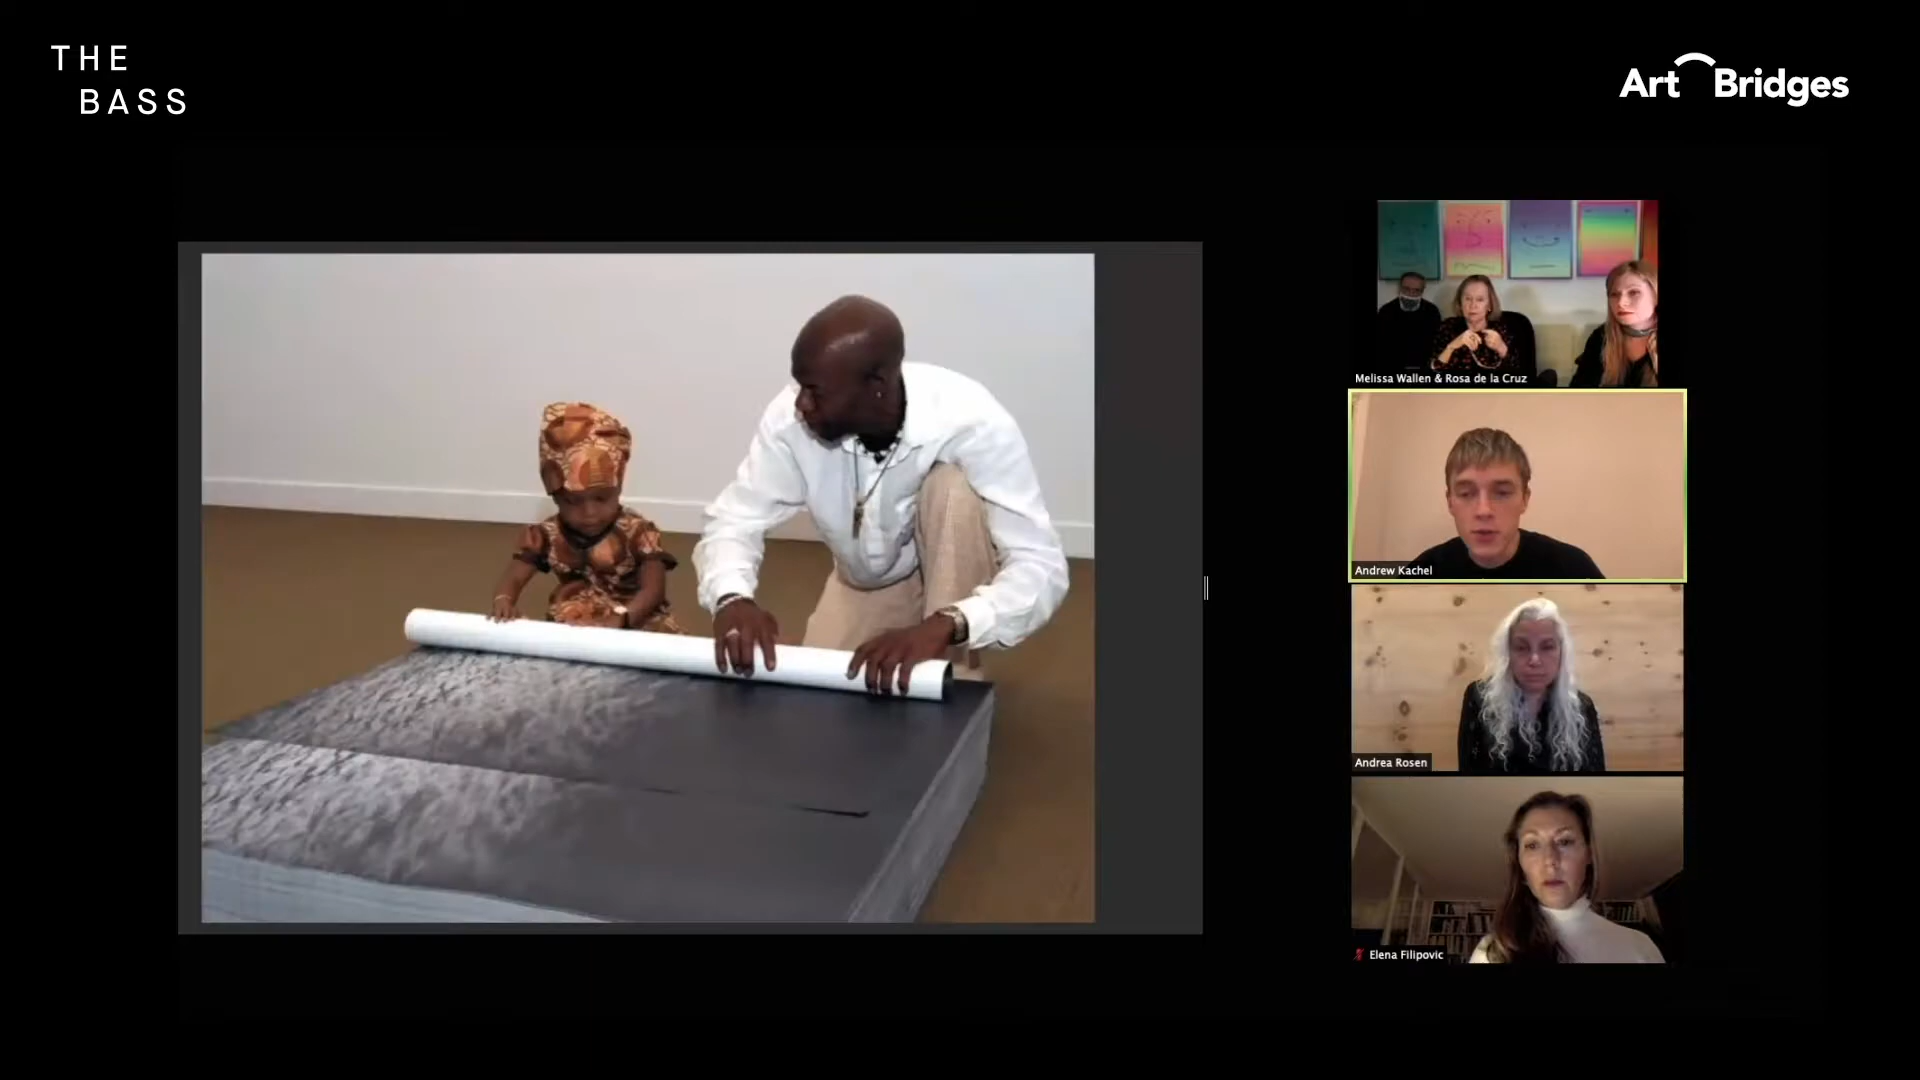 THE
BASS
Art Bridges
Melissa Wallen & Rosa de la Cruz
Andrew Kachel
Andrea Rosen
Elena Filipovic